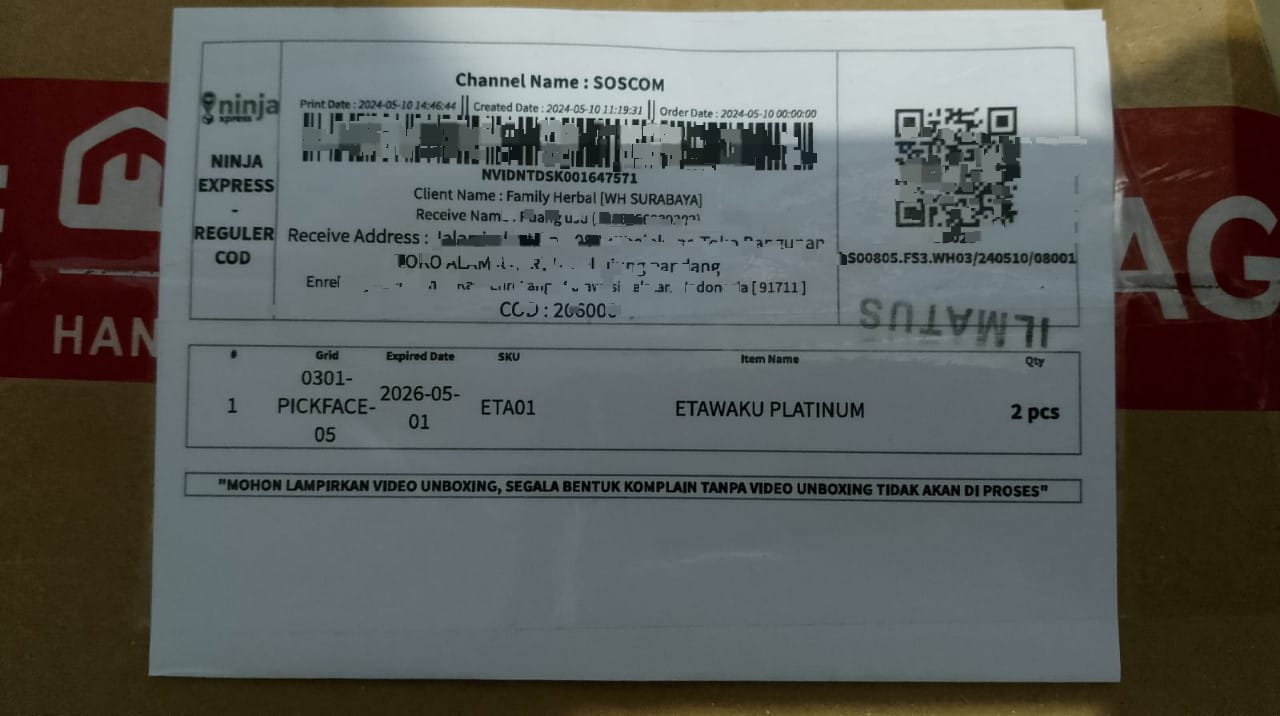 Channel Name : SOSCOM
ninja
xpress
Print Date : 2024-05-10 14:46:44 || Created Date : 2024-05-10 11:19:31 || Order Date : 2024-05-10 00:00:00
NINJA
EXPRESS
-
REGULER
COD
NVIDNTDSK001647571
Client Name : Family Herbal [WH SURABAYA]
Receive
Receive Address :
TOKO ALAM
[ 91711 ]
COD :
S00805.FS3.WH03/240510/08001
ILMATUS
# Grid Expired Date SKU Item Name Qty
1 0301-PICKFACE-05 2026-05-01 ETA01 ETAWAKU PLATINUM 2 pcs
"MOHON LAMPIRKAN VIDEO UNBOXING, SEGALA BENTUK KOMPLAIN TANPA VIDEO UNBOXING TIDAK AKAN DI PROSES"
HAN
AG